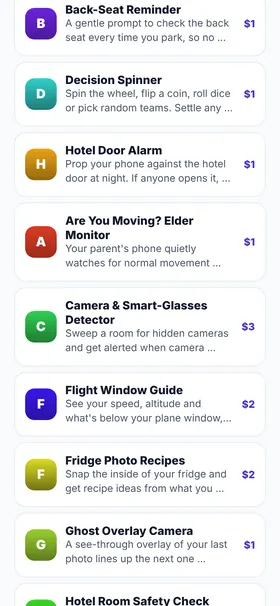 Back-Seat Reminder
B
A gentle prompt to check the back
seat every time you park, so no ...
$1
Decision Spinner
D
Spin the wheel, flip a coin, roll dice
or pick random teams. Settle any ...
$1
Hotel Door Alarm
H
Prop your phone against the hotel
door at night. If anyone opens it, ...
$1
Are You Moving? Elder
Monitor
A
Your parent's phone quietly
watches for normal movement ...
$1
Camera & Smart-Glasses
Detector
C
Sweep a room for hidden cameras
and get alerted when camera ...
$3
Flight Window Guide
F
See your speed, altitude and
what's below your plane window,...
$2
Fridge Photo Recipes
F
Snap the inside of your fridge and
get recipe ideas from what you ...
$2
Ghost Overlay Camera
G
A see-through overlay of your last
photo lines up the next one ...
$1
Hotel Room Safety Check